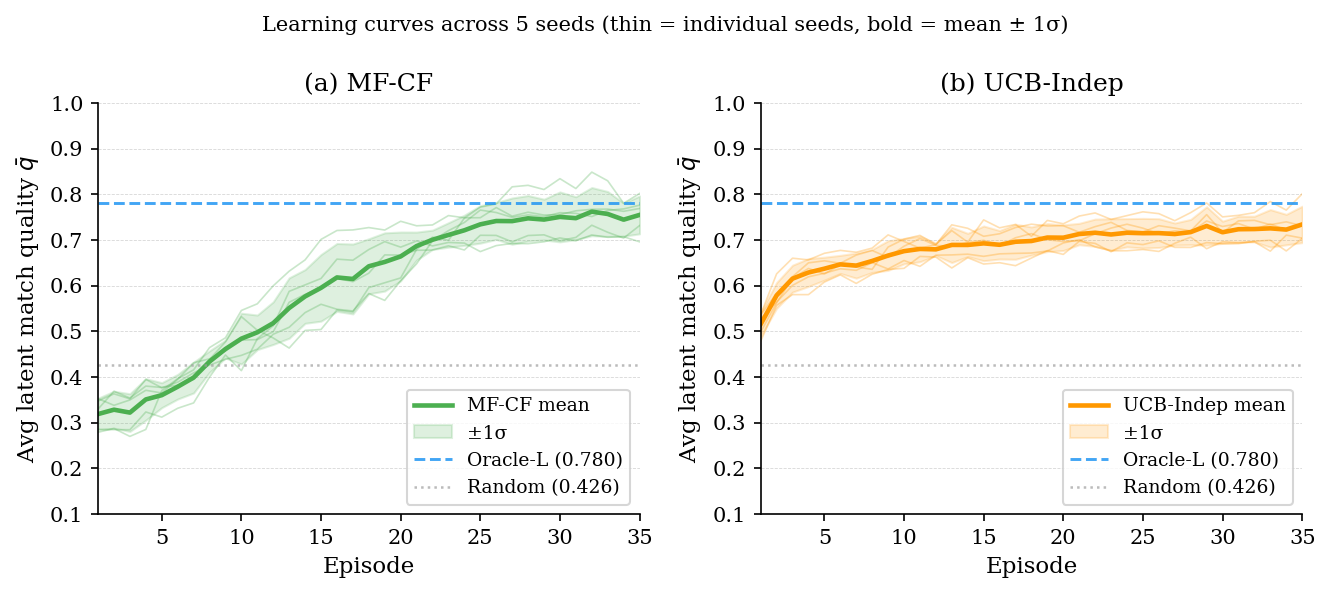 Learning curves across 5 seeds (thin = individual seeds, bold = mean ± 1σ)
(a) MF-CF
Avg latent match quality q̄
1.0
0.9
0.8
0.7
0.6
0.5
0.4
0.3
0.2
0.1
5 10 15 20 25 30 35
Episode
MF-CF mean
±1σ
Oracle-L (0.780)
Random (0.426)
(b) UCB-Indep
Avg latent match quality q̄
1.0
0.9
0.8
0.7
0.6
0.5
0.4
0.3
0.2
0.1
5 10 15 20 25 30 35
Episode
UCB-Indep mean
±1σ
Oracle-L (0.780)
Random (0.426)